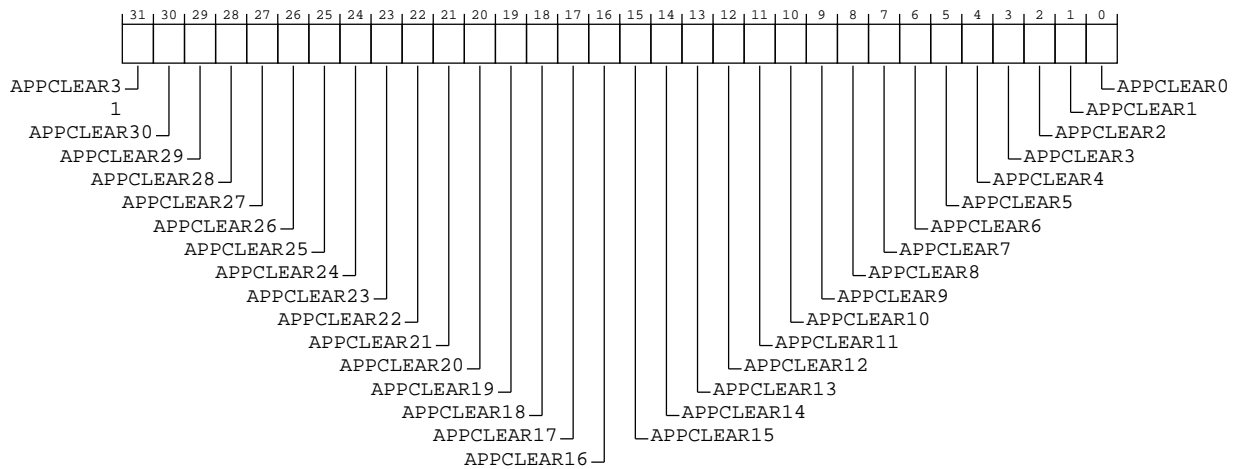 31 30 29 28 27 26 25 24 23 22 21 20 19 18 17 16 15 14 13 12 11 10 9 8 7 6 5 4 3 2 1 0
APPCLEAR3 APPCLEAR0
1 APPCLEAR1
APPCLEAR30 APPCLEAR2
APPCLEAR29 APPCLEAR3
APPCLEAR28 APPCLEAR4
APPCLEAR27 APPCLEAR5
APPCLEAR26 APPCLEAR6
APPCLEAR25 APPCLEAR7
APPCLEAR24 APPCLEAR8
APPCLEAR23 APPCLEAR9
APPCLEAR22 APPCLEAR10
APPCLEAR21 APPCLEAR11
APPCLEAR20 APPCLEAR12
APPCLEAR19 APPCLEAR13
APPCLEAR18 APPCLEAR14
APPCLEAR17 APPCLEAR15
APPCLEAR16